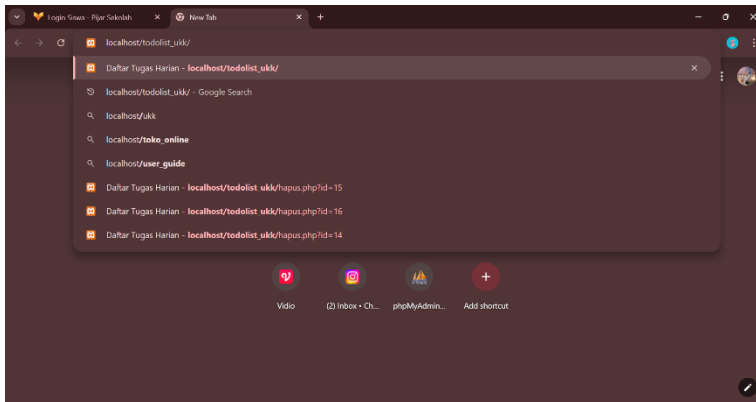 Login Siswa - Pijar Sekolah
New Tab
localhost/todolist_ukk/
Daftar Tugas Harian - localhost/todolist_ukk/
localhost/todolist_ukk/ - Google Search
localhost/ukk
localhost/toko_online
localhost/user_guide
Daftar Tugas Harian - localhost/todolist_ukk/hapus.php?id=15
Daftar Tugas Harian - localhost/todolist_ukk/hapus.php?id=16
Daftar Tugas Harian - localhost/todolist_ukk/hapus.php?id=14
Vidio
(2) Inbox • Ch...
phpMyAdmin...
Add shortcut